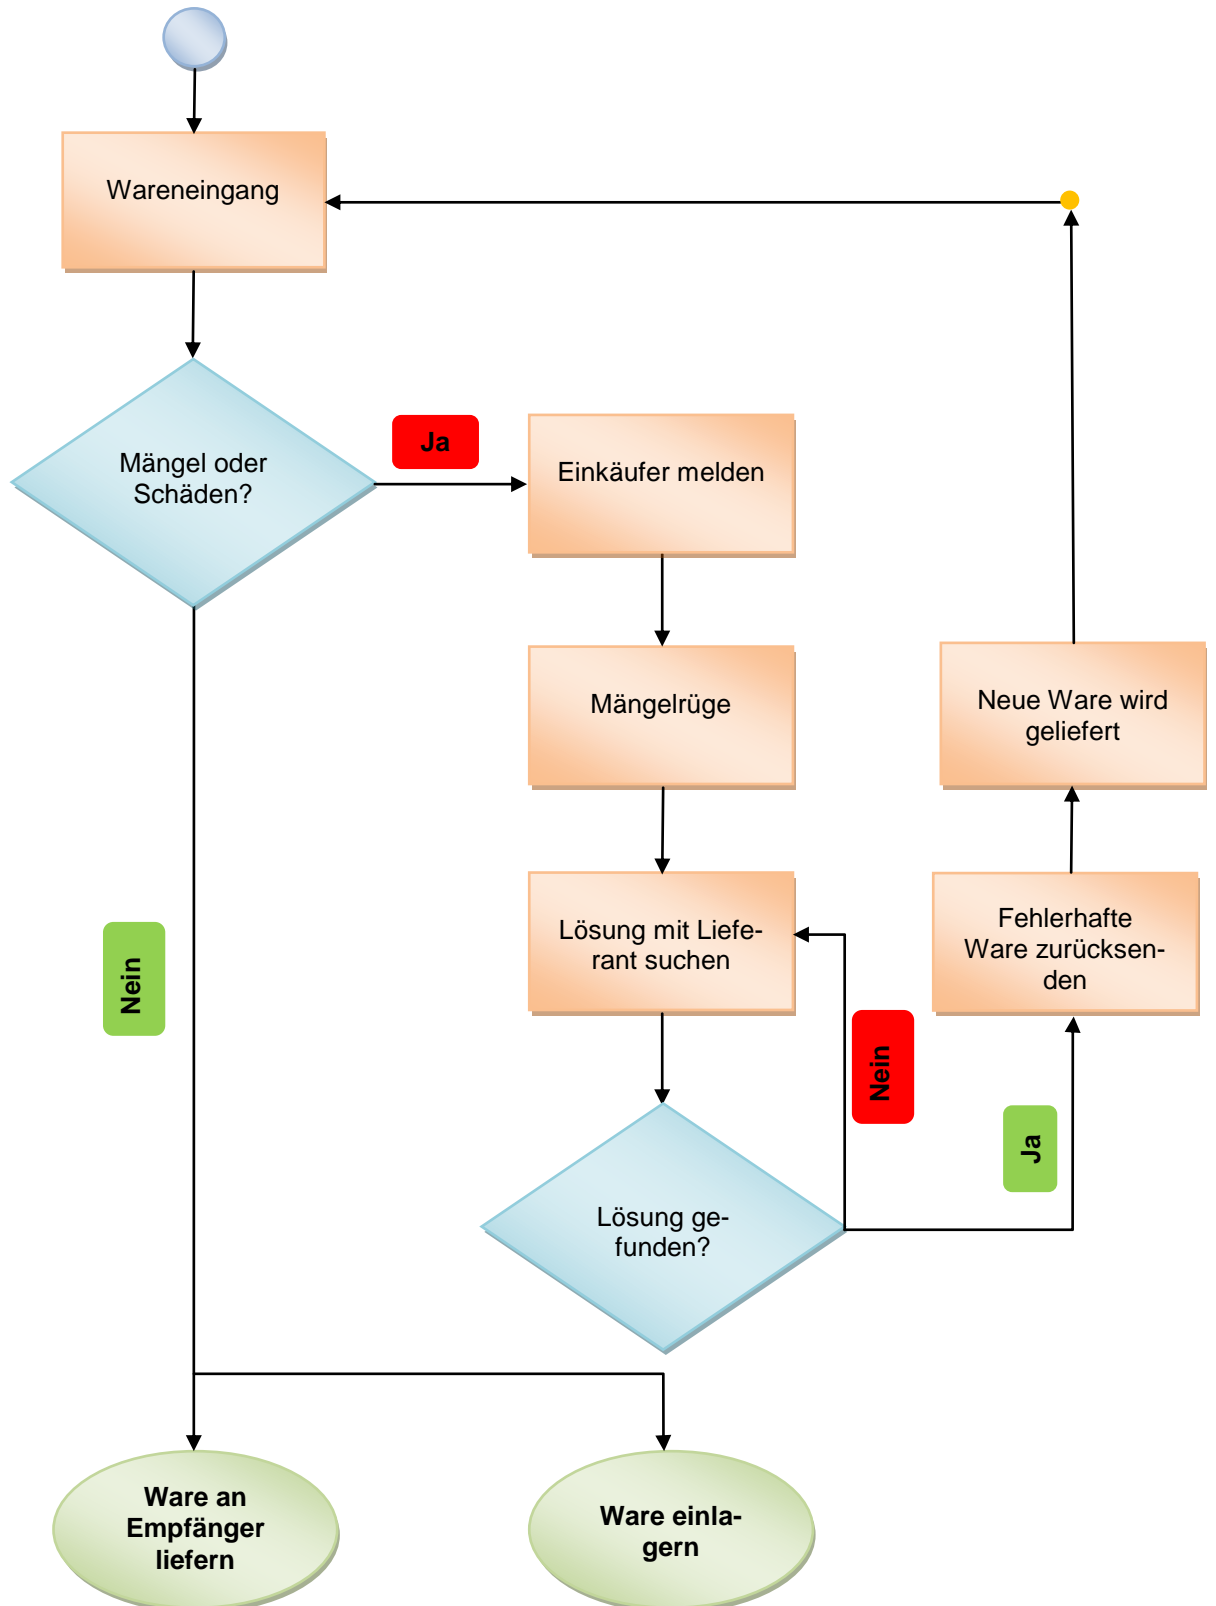 Wareneingang
Mängel oder
Schäden?
Ja
Einkäufer melden
Mängelrüge
Neue Ware wird
geliefert
Lösung mit Liefe-
rant suchen
Fehlerhafte
Ware zurücksen-
den
Nein
Nein
Ja
Lösung ge-
funden?
Ware an
Empfänger
liefern
Ware einla-
gern